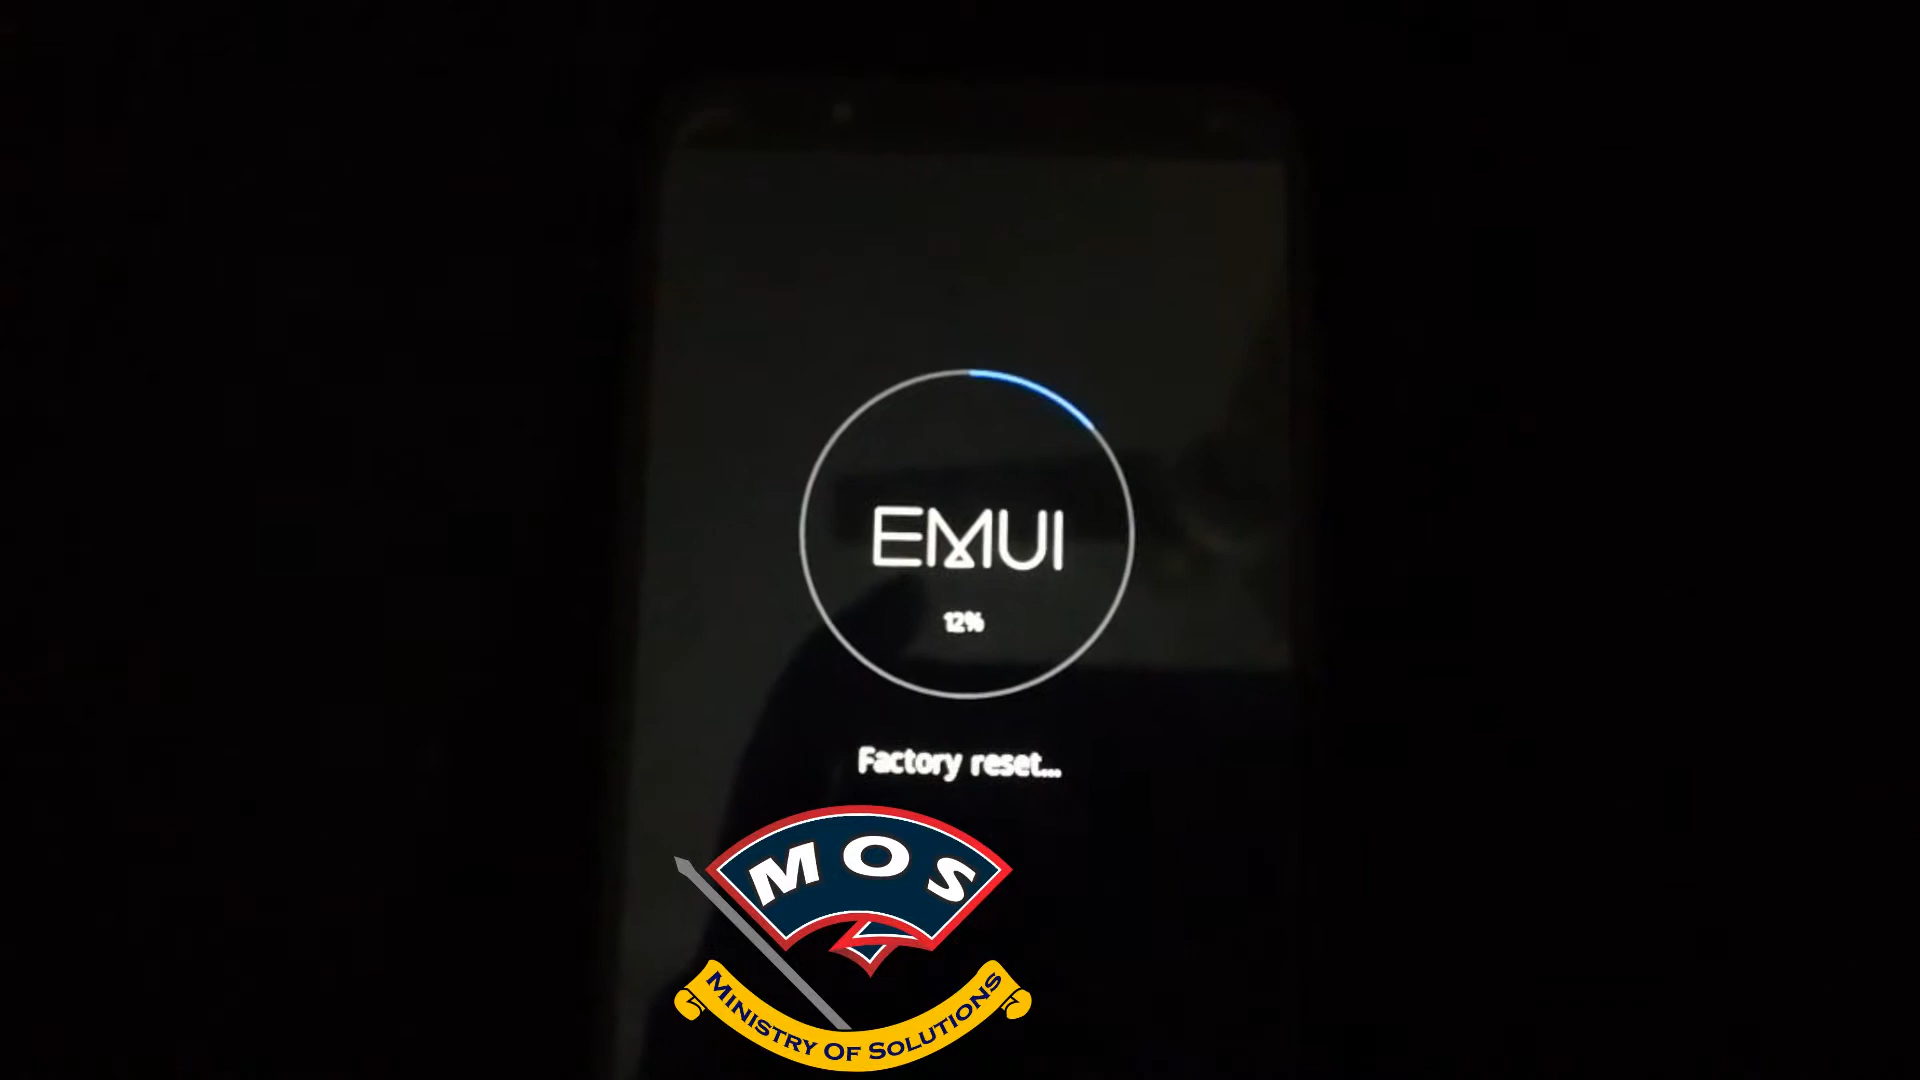 EMUI
12%
Factory reset...
MOS
MINISTRY OF SOLUTIONS